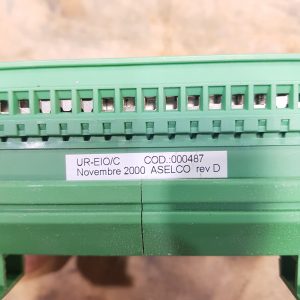 UR-EIO/C COD.:000487
Novembre 2000 ASELCO rev D